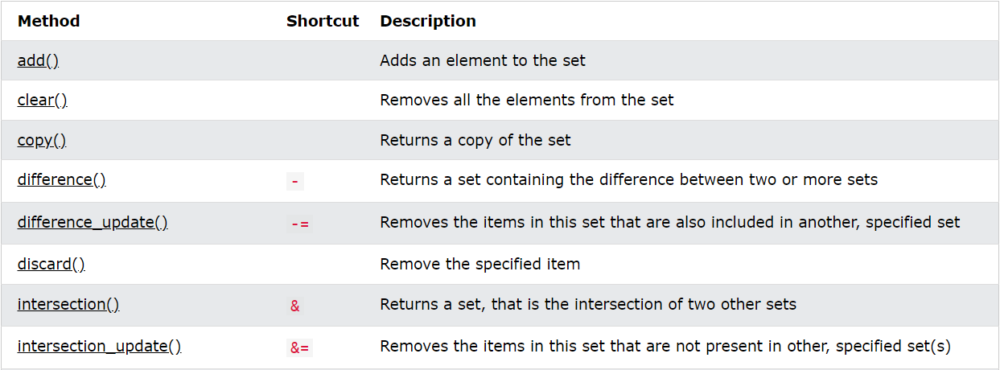 Method Shortcut Description
add() Adds an element to the set
clear() Removes all the elements from the set
copy() Returns a copy of the set
difference() - Returns a set containing the difference between two or more sets
difference_update() -= Removes the items in this set that are also included in another, specified set
discard() Remove the specified item
intersection() & Returns a set, that is the intersection of two other sets
intersection_update() &= Removes the items in this set that are not present in other, specified set(s)